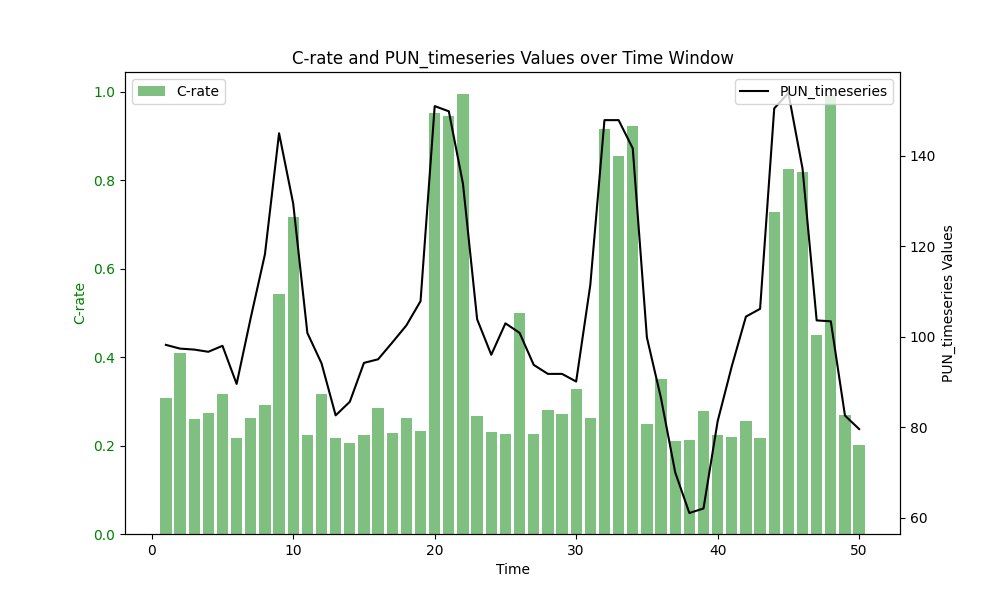 C-rate and PUN_timeseries Values over Time Window
C-rate
PUN_timeseries
1.0
0.8
0.6
0.4
0.2
0.0
C-rate
140
120
100
80
60
PUN_timeseries Values
0
10
20
30
40
50
Time